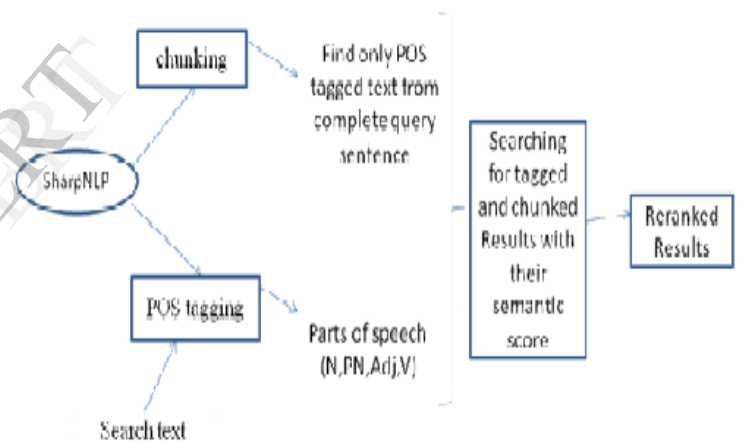 chunking
Find only POS
tagged text from
complete query
sentence
SharpNLP
POS tagging
Search text
Parts of speech
(N,PN,Adj,V)
Searching
for tagged
and chunked
Results with
their
semantic
score
Reranked
Results